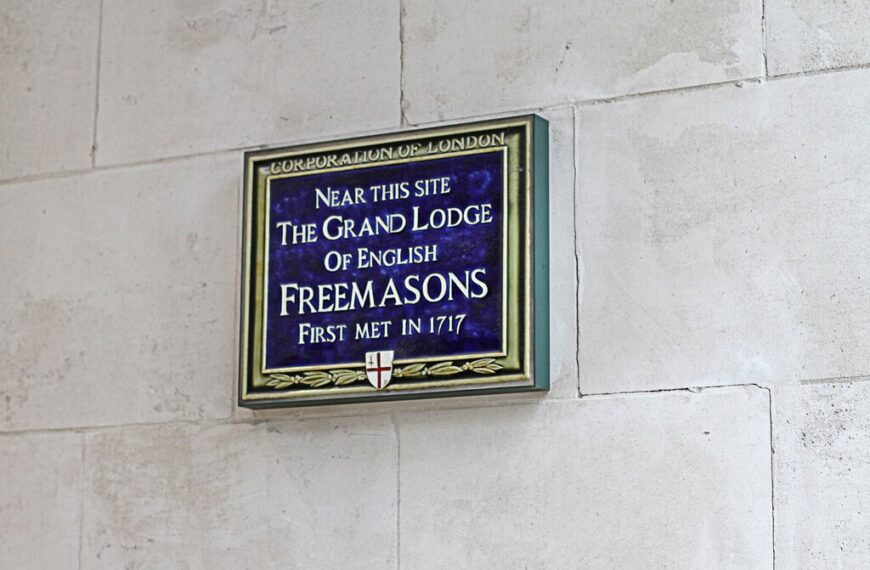 CORPORATION OF LONDON
NEAR THIS SITE
THE GRAND LODGE
OF ENGLISH
FREEMASONS
FIRST MET IN 1717